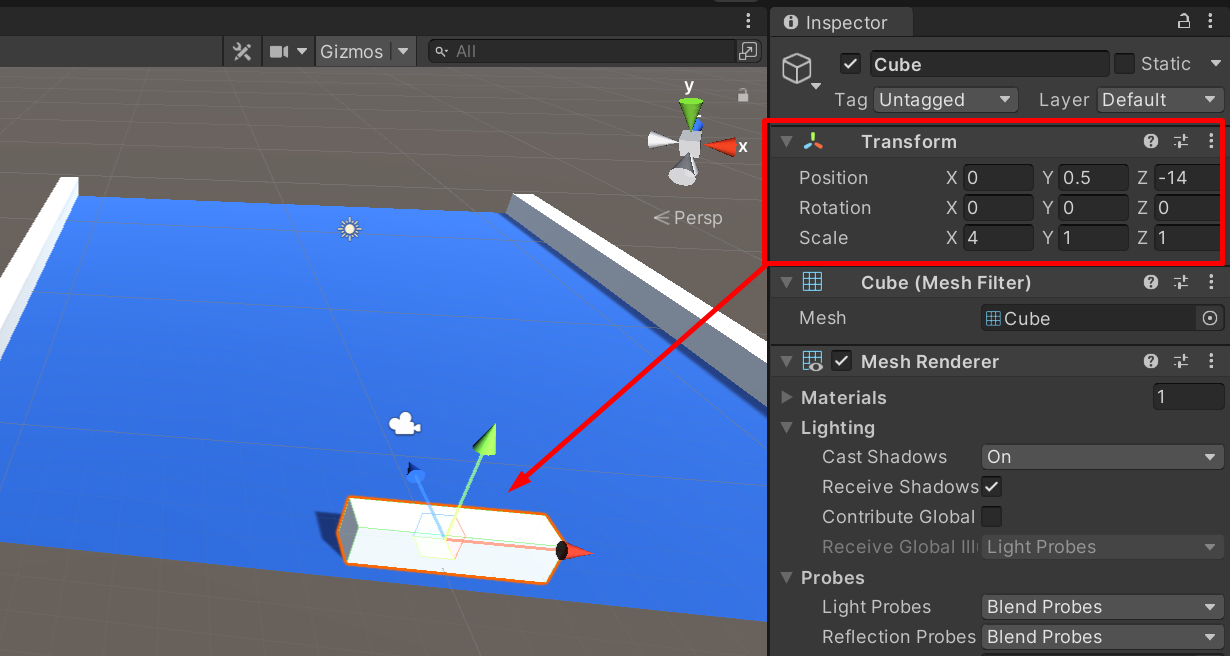 Inspector
Gizmos
All
Cube
Static
Tag Untagged Layer Default
y
x
Persp
Transform
Position X 0 Y 0.5 Z -14
Rotation X 0 Y 0 Z 0
Scale X 4 Y 1 Z 1
Cube (Mesh Filter)
Mesh Cube
Mesh Renderer
Materials 1
Lighting
Cast Shadows On
Receive Shadows
Contribute Global
Receive Global Ill Light Probes
Probes
Light Probes Blend Probes
Reflection Probes Blend Probes